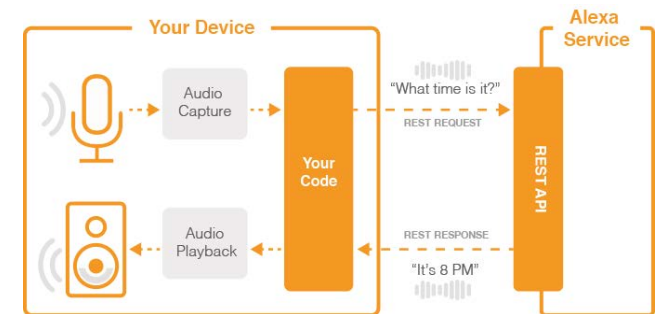 Your Device
Alexa
Service
Audio
Capture
Your
Code
"What time is it?"
REST REQUEST
REST API
Audio
Playback
REST RESPONSE
"It's 8 PM"